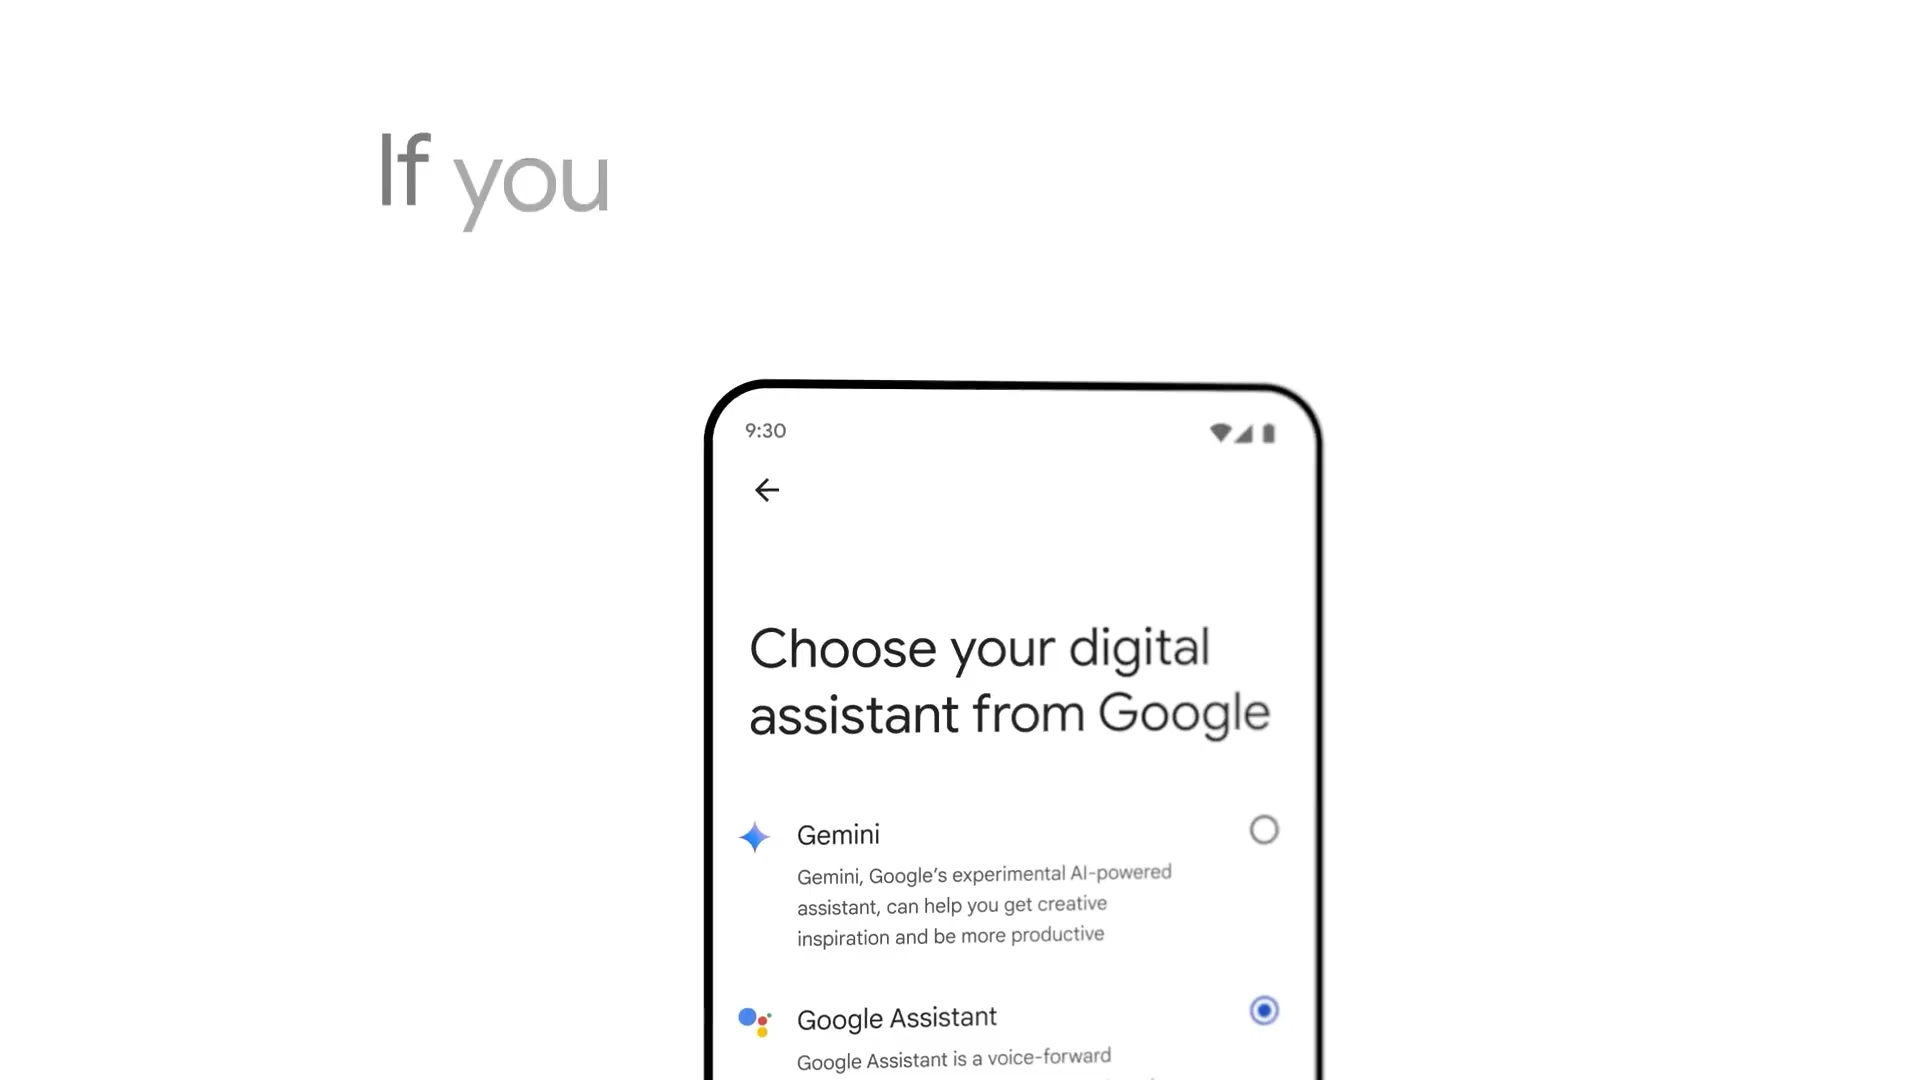 If you
9:30
Choose your digital
assistant from Google
Gemini
Gemini, Google’s experimental AI-powered
assistant, can help you get creative
inspiration and be more productive
Google Assistant
Google Assistant is a voice-forward